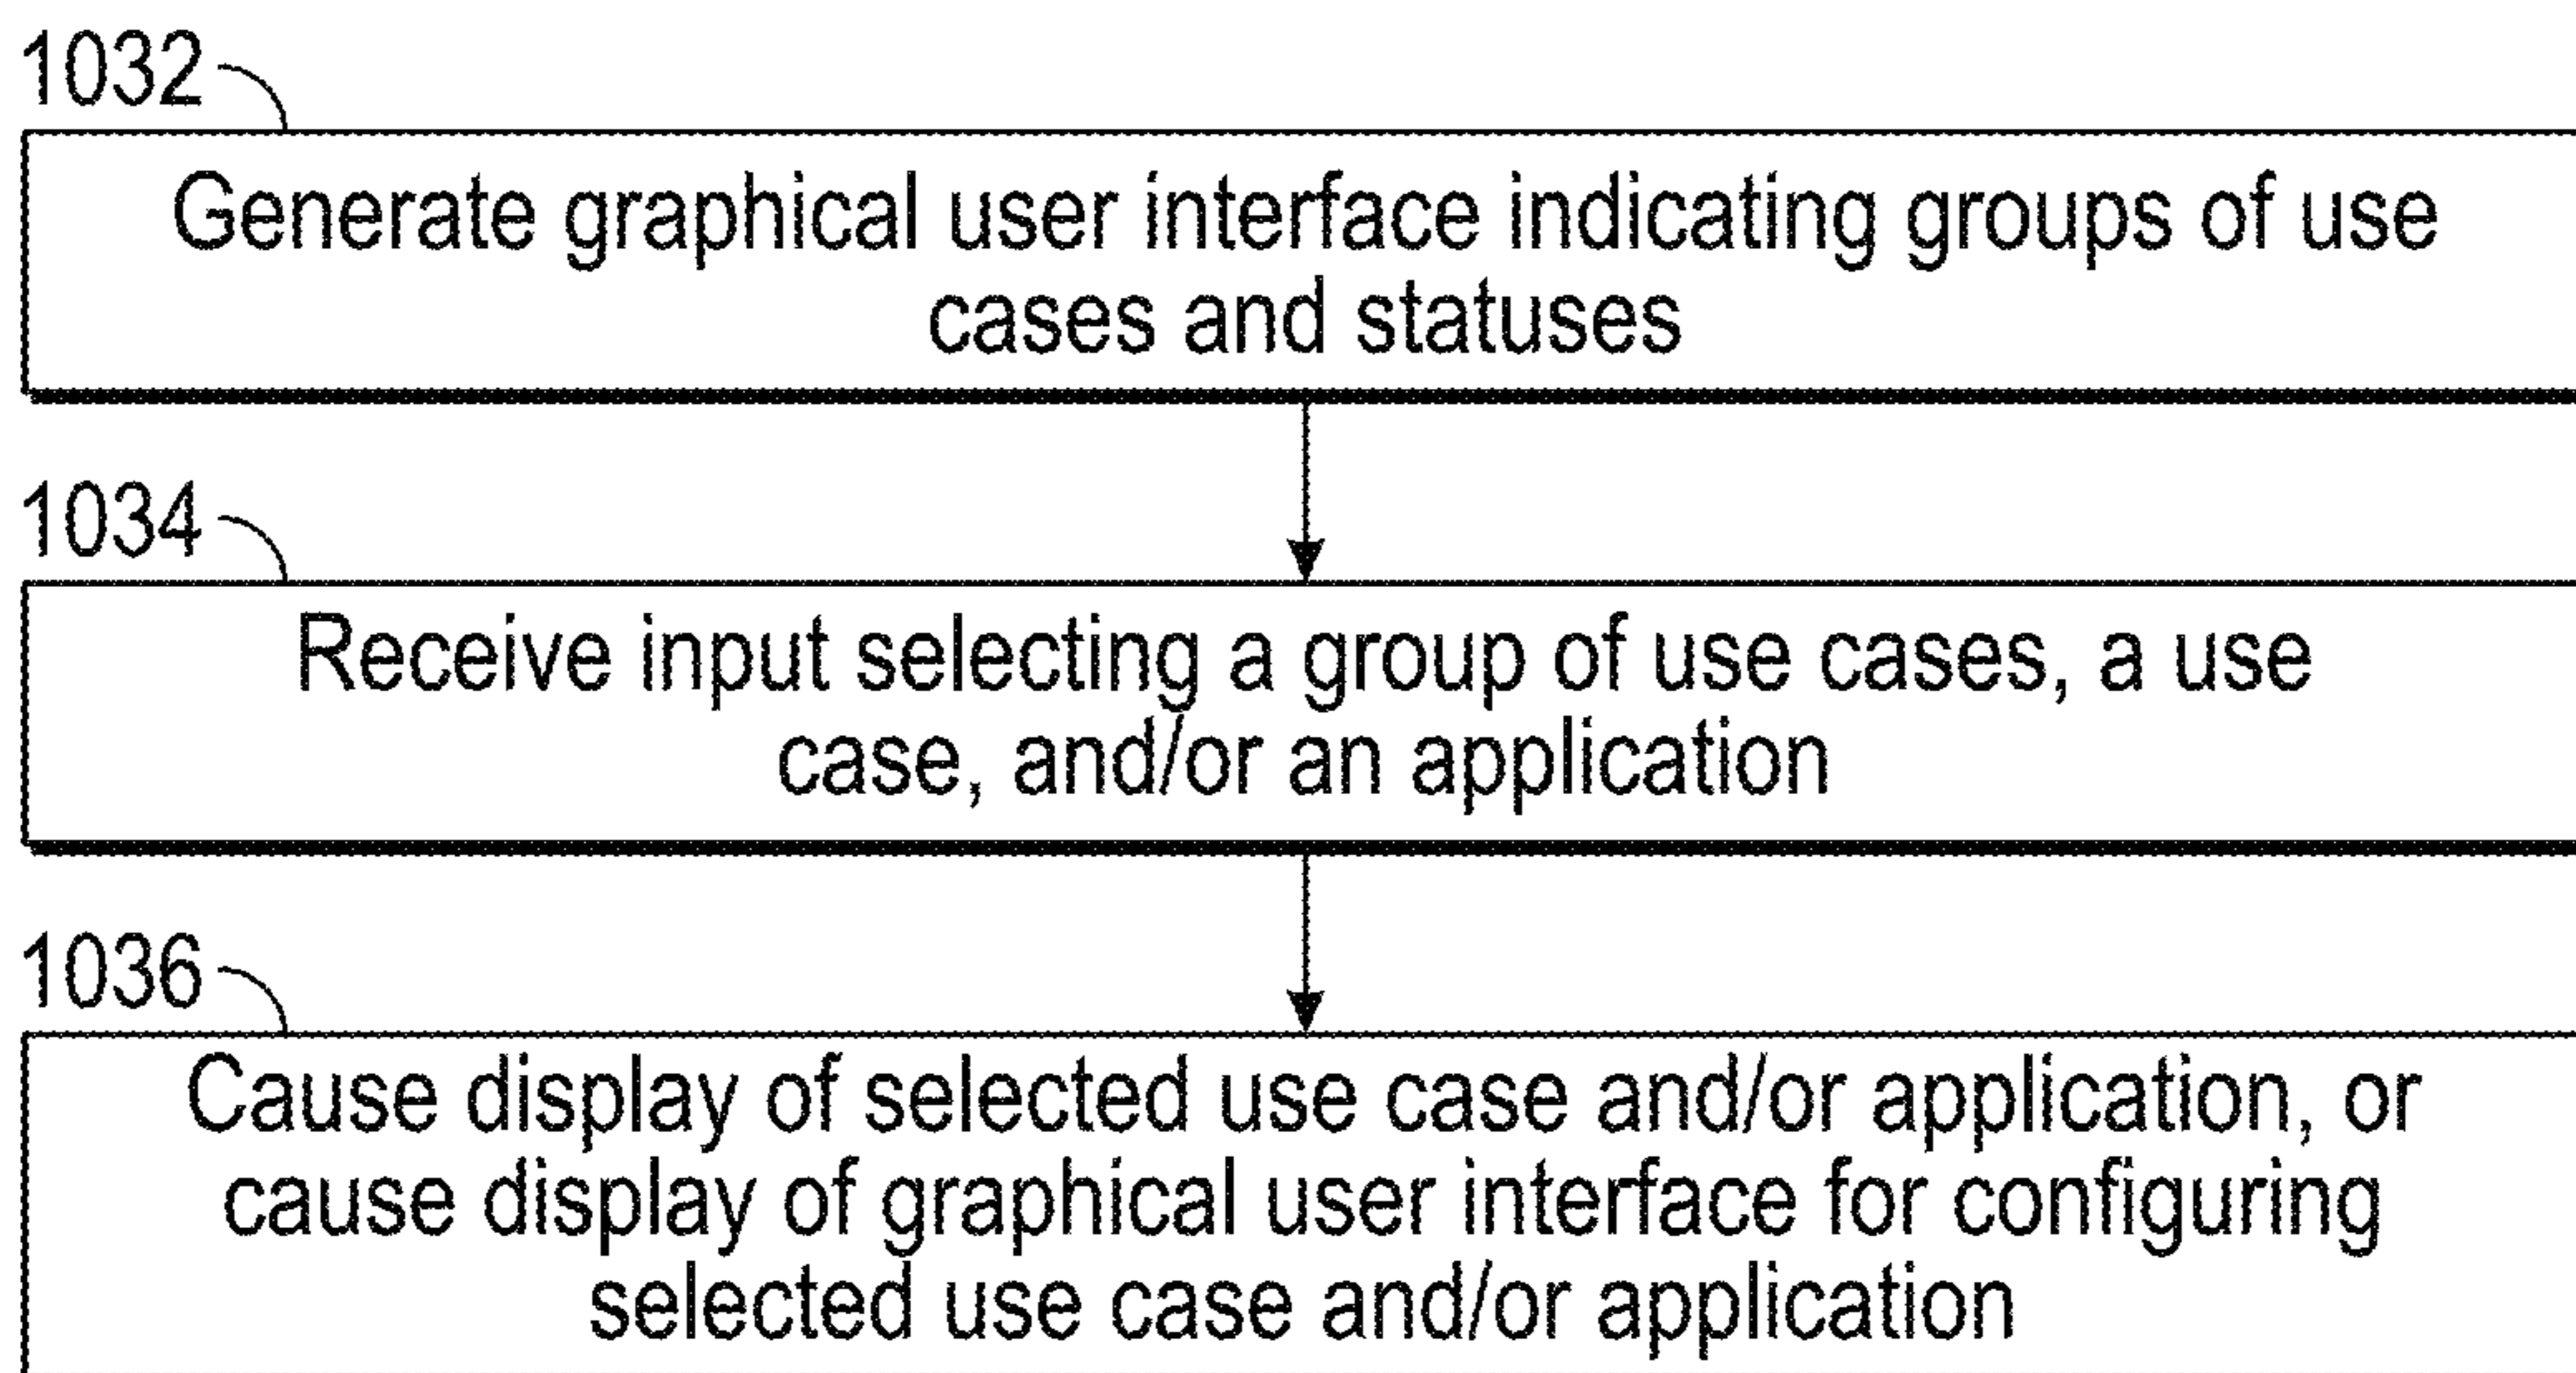 1032
Generate graphical user interface indicating groups of use
cases and statuses
1034
Receive input selecting a group of use cases, a use
case, and/or an application
1036
Cause display of selected use case and/or application, or
cause display of graphical user interface for configuring
selected use case and/or application